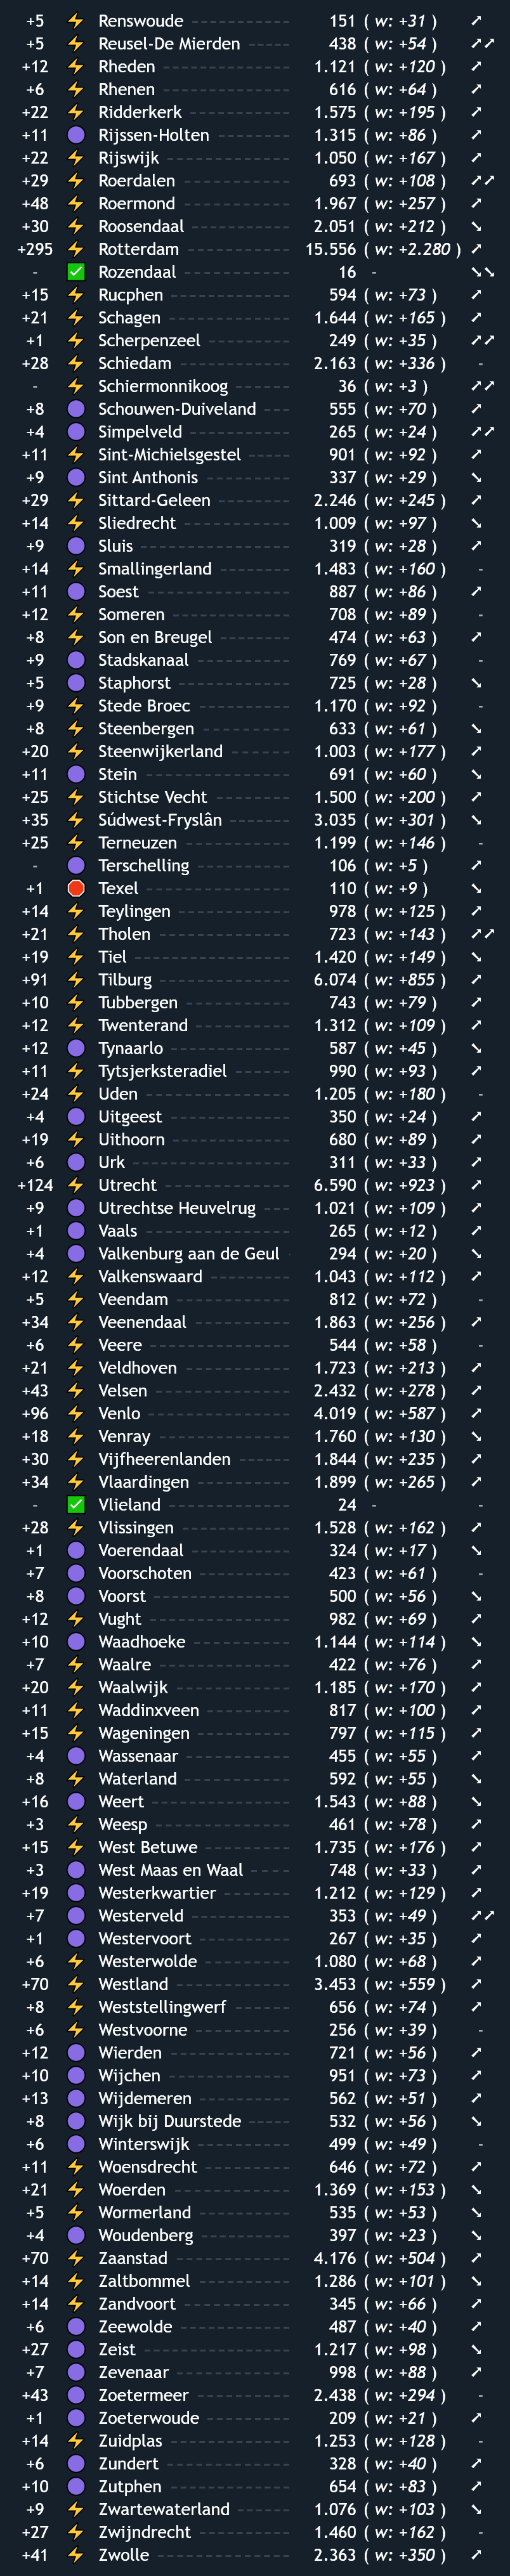 +5 ⚡ Renswoude 151 ( w: +31 ) ↗
+5 ⚡ Reusel-De Mierden 438 ( w: +54 ) ↗↗
+12 ⚡ Rheden 1.121 ( w: +120 ) ↗
+6 ⚡ Rhenen 616 ( w: +64 ) ↗
+22 ⚡ Ridderkerk 1.575 ( w: +195 ) ↗
+11 🟣 Rijssen-Holten 1.315 ( w: +86 ) ↗
+22 ⚡ Rijswijk 1.050 ( w: +167 ) ↗
+29 ⚡ Roerdalen 693 ( w: +108 ) ↗↗
+48 ⚡ Roermond 1.967 ( w: +257 ) ↗
+30 ⚡ Roosendaal 2.051 ( w: +212 ) ↘
+295 ⚡ Rotterdam 15.556 ( w: +2.280 ) ↗
- ✅ Rozendaal 16 - ↘↘
+15 ⚡ Rucphen 594 ( w: +73 ) ↗
+21 ⚡ Schagen 1.644 ( w: +165 ) ↗
+1 ⚡ Scherpenzeel 249 ( w: +35 ) ↗↗
+28 ⚡ Schiedam 2.163 ( w: +336 ) -
- ⚡ Schiermonnikoog 36 ( w: +3 ) ↗↗
+8 🟣 Schouwen-Duiveland 555 ( w: +70 ) ↗
+4 🟣 Simpelveld 265 ( w: +24 ) ↗↗
+11 ⚡ Sint-Michielsgestel 901 ( w: +92 ) ↗
+9 🟣 Sint Anthonis 337 ( w: +29 ) ↘
+29 ⚡ Sittard-Geleen 2.246 ( w: +245 ) ↗
+14 ⚡ Sliedrecht 1.009 ( w: +97 ) ↘
+9 🟣 Sluis 319 ( w: +28 ) ↗
+14 ⚡ Smallingerland 1.483 ( w: +160 ) -
+11 🟣 Soest 887 ( w: +86 ) ↗
+12 ⚡ Someren 708 ( w: +89 ) -
+8 ⚡ Son en Breugel 474 ( w: +63 ) ↗
+9 🟣 Stadskanaal 769 ( w: +67 ) -
+5 🟣 Staphorst 725 ( w: +28 ) ↘
+9 ⚡ Stede Broec 1.170 ( w: +92 ) -
+8 ⚡ Steenbergen 633 ( w: +61 ) ↘
+20 ⚡ Steenwijkerland 1.003 ( w: +177 ) ↗
+11 🟣 Stein 691 ( w: +60 ) ↘
+25 ⚡ Stichtse Vecht 1.500 ( w: +200 ) ↗
+35 ⚡ Súdwest-Fryslân 3.035 ( w: +301 ) ↘
+25 ⚡ Terneuzen 1.199 ( w: +146 ) -
- 🟣 Terschelling 106 ( w: +5 ) ↗
+1 🛑 Texel 110 ( w: +9 ) ↘
+14 ⚡ Teylingen 978 ( w: +125 ) ↗
+21 ⚡ Tholen 723 ( w: +143 ) ↗↗
+19 ⚡ Tiel 1.420 ( w: +149 ) ↘
+91 ⚡ Tilburg 6.074 ( w: +855 ) ↗
+10 ⚡ Tubbergen 743 ( w: +79 ) ↗
+12 ⚡ Twenterand 1.312 ( w: +109 ) ↗
+12 🟣 Tynaarlo 587 ( w: +45 ) ↘
+11 ⚡ Tytsjerksteradiel 990 ( w: +93 ) ↗
+24 ⚡ Uden 1.205 ( w: +180 ) -
+4 🟣 Uitgeest 350 ( w: +24 ) ↗
+19 ⚡ Uithoorn 680 ( w: +89 ) ↗
+6 🟣 Urk 311 ( w: +33 ) ↗
+124 ⚡ Utrecht 6.590 ( w: +923 ) ↗
+9 🟣 Utrechtse Heuvelrug 1.021 ( w: +109 ) ↗
+1 🟣 Vaals 265 ( w: +12 ) ↗
+4 🟣 Valkenburg aan de Geul 294 ( w: +20 ) ↘
+12 ⚡ Valkenswaard 1.043 ( w: +112 ) ↗
+5 ⚡ Veendam 812 ( w: +72 ) -
+34 ⚡ Veenendaal 1.863 ( w: +256 ) ↗
+6 ⚡ Veere 544 ( w: +58 ) -
+21 ⚡ Veldhoven 1.723 ( w: +213 ) ↗
+43 ⚡ Velsen 2.432 ( w: +278 ) ↗
+96 ⚡ Venlo 4.019 ( w: +587 ) ↗
+18 ⚡ Venray 1.760 ( w: +130 ) ↘
+30 ⚡ Vijfheerenlanden 1.844 ( w: +235 ) ↗
+34 ⚡ Vlaardingen 1.899 ( w: +265 ) ↗
- ✅ Vlieland 24 - -
+28 ⚡ Vlissingen 1.528 ( w: +162 ) ↗
+1 🟣 Voerendaal 324 ( w: +17 ) ↘
+7 🟣 Voorschoten 423 ( w: +61 ) -
+8 🟣 Voorst 500 ( w: +56 ) ↘
+12 ⚡ Vught 982 ( w: +69 ) ↗
+10 🟣 Waadhoeke 1.144 ( w: +114 ) ↘
+7 ⚡ Waalre 422 ( w: +76 ) ↗
+20 ⚡ Waalwijk 1.185 ( w: +170 ) ↗
+11 ⚡ Waddinxveen 817 ( w: +100 ) ↗
+15 ⚡ Wageningen 797 ( w: +115 ) ↗
+4 🟣 Wassenaar 455 ( w: +55 ) ↗
+8 ⚡ Waterland 592 ( w: +55 ) ↘
+16 🟣 Weert 1.543 ( w: +88 ) ↘
+3 ⚡ Weesp 461 ( w: +78 ) ↗
+15 ⚡ West Betuwe 1.735 ( w: +176 ) ↗
+3 🟣 West Maas en Waal 748 ( w: +33 ) ↗
+19 🟣 Westerkwartier 1.212 ( w: +129 ) ↗
+7 🟣 Westerveld 353 ( w: +49 ) ↗↗
+1 🟣 Westervoort 267 ( w: +35 ) ↗
+6 ⚡ Westerwolde 1.080 ( w: +68 ) ↗
+70 ⚡ Westland 3.453 ( w: +559 ) ↗
+8 ⚡ Weststellingwerf 656 ( w: +74 ) ↗
+6 ⚡ Westvoorne 256 ( w: +39 ) -
+12 🟣 Wierden 721 ( w: +56 ) ↗
+10 🟣 Wijchen 951 ( w: +73 ) ↗
+13 🟣 Wijdemeren 562 ( w: +51 ) ↗
+8 🟣 Wijk bij Duurstede 532 ( w: +56 ) ↘
+6 🟣 Winterswijk 499 ( w: +49 ) -
+11 ⚡ Woensdrecht 646 ( w: +72 ) ↗
+21 ⚡ Woerden 1.369 ( w: +153 ) ↘
+5 ⚡ Wormerland 535 ( w: +53 ) ↘
+4 🟣 Woudenberg 397 ( w: +23 ) ↘
+70 ⚡ Zaanstad 4.176 ( w: +504 ) ↗
+14 ⚡ Zaltbommel 1.286 ( w: +101 ) ↘
+14 ⚡ Zandvoort 345 ( w: +66 ) ↗
+6 🟣 Zeewolde 487 ( w: +40 ) ↗
+27 🟣 Zeist 1.217 ( w: +98 ) ↘
+7 🟣 Zevenaar 998 ( w: +88 ) ↗
+43 🟣 Zoetermeer 2.438 ( w: +294 ) -
+1 🟣 Zoeterwoude 209 ( w: +21 ) ↗
+14 ⚡ Zuidplas 1.253 ( w: +128 ) -
+6 🟣 Zundert 328 ( w: +40 ) ↗
+10 🟣 Zutphen 654 ( w: +83 ) ↗
+9 ⚡ Zwartewaterland 1.076 ( w: +103 ) ↘
+27 ⚡ Zwijndrecht 1.460 ( w: +162 ) -
+41 ⚡ Zwolle 2.363 ( w: +350 ) ↗